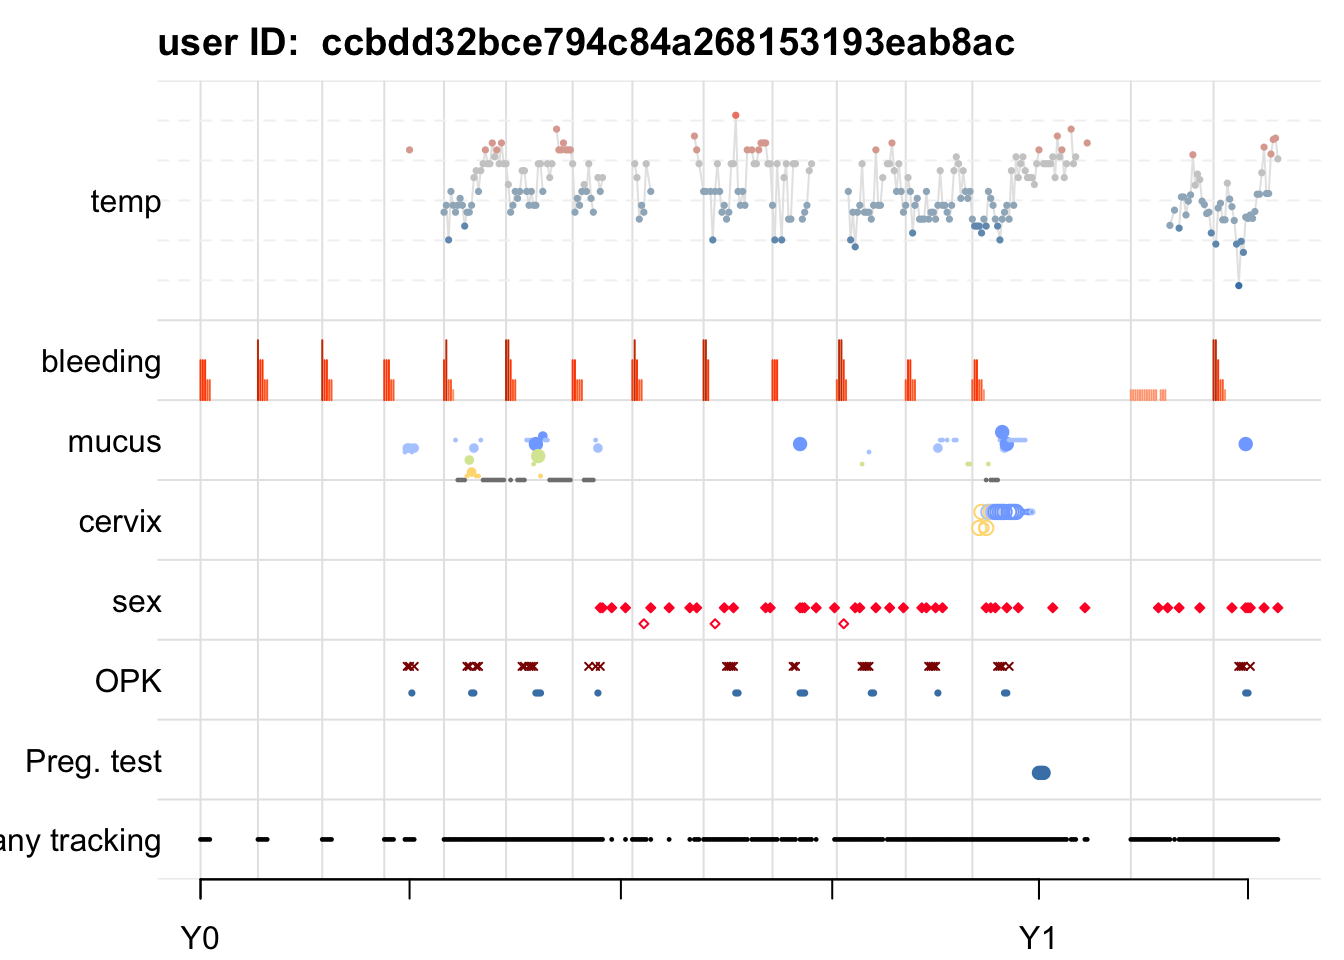 user ID:  ccbdd32bce794c84a268153193eab8ac
temp
bleeding
mucus
cervix
sex
OPK
Preg. test
any tracking
Y0 Y1